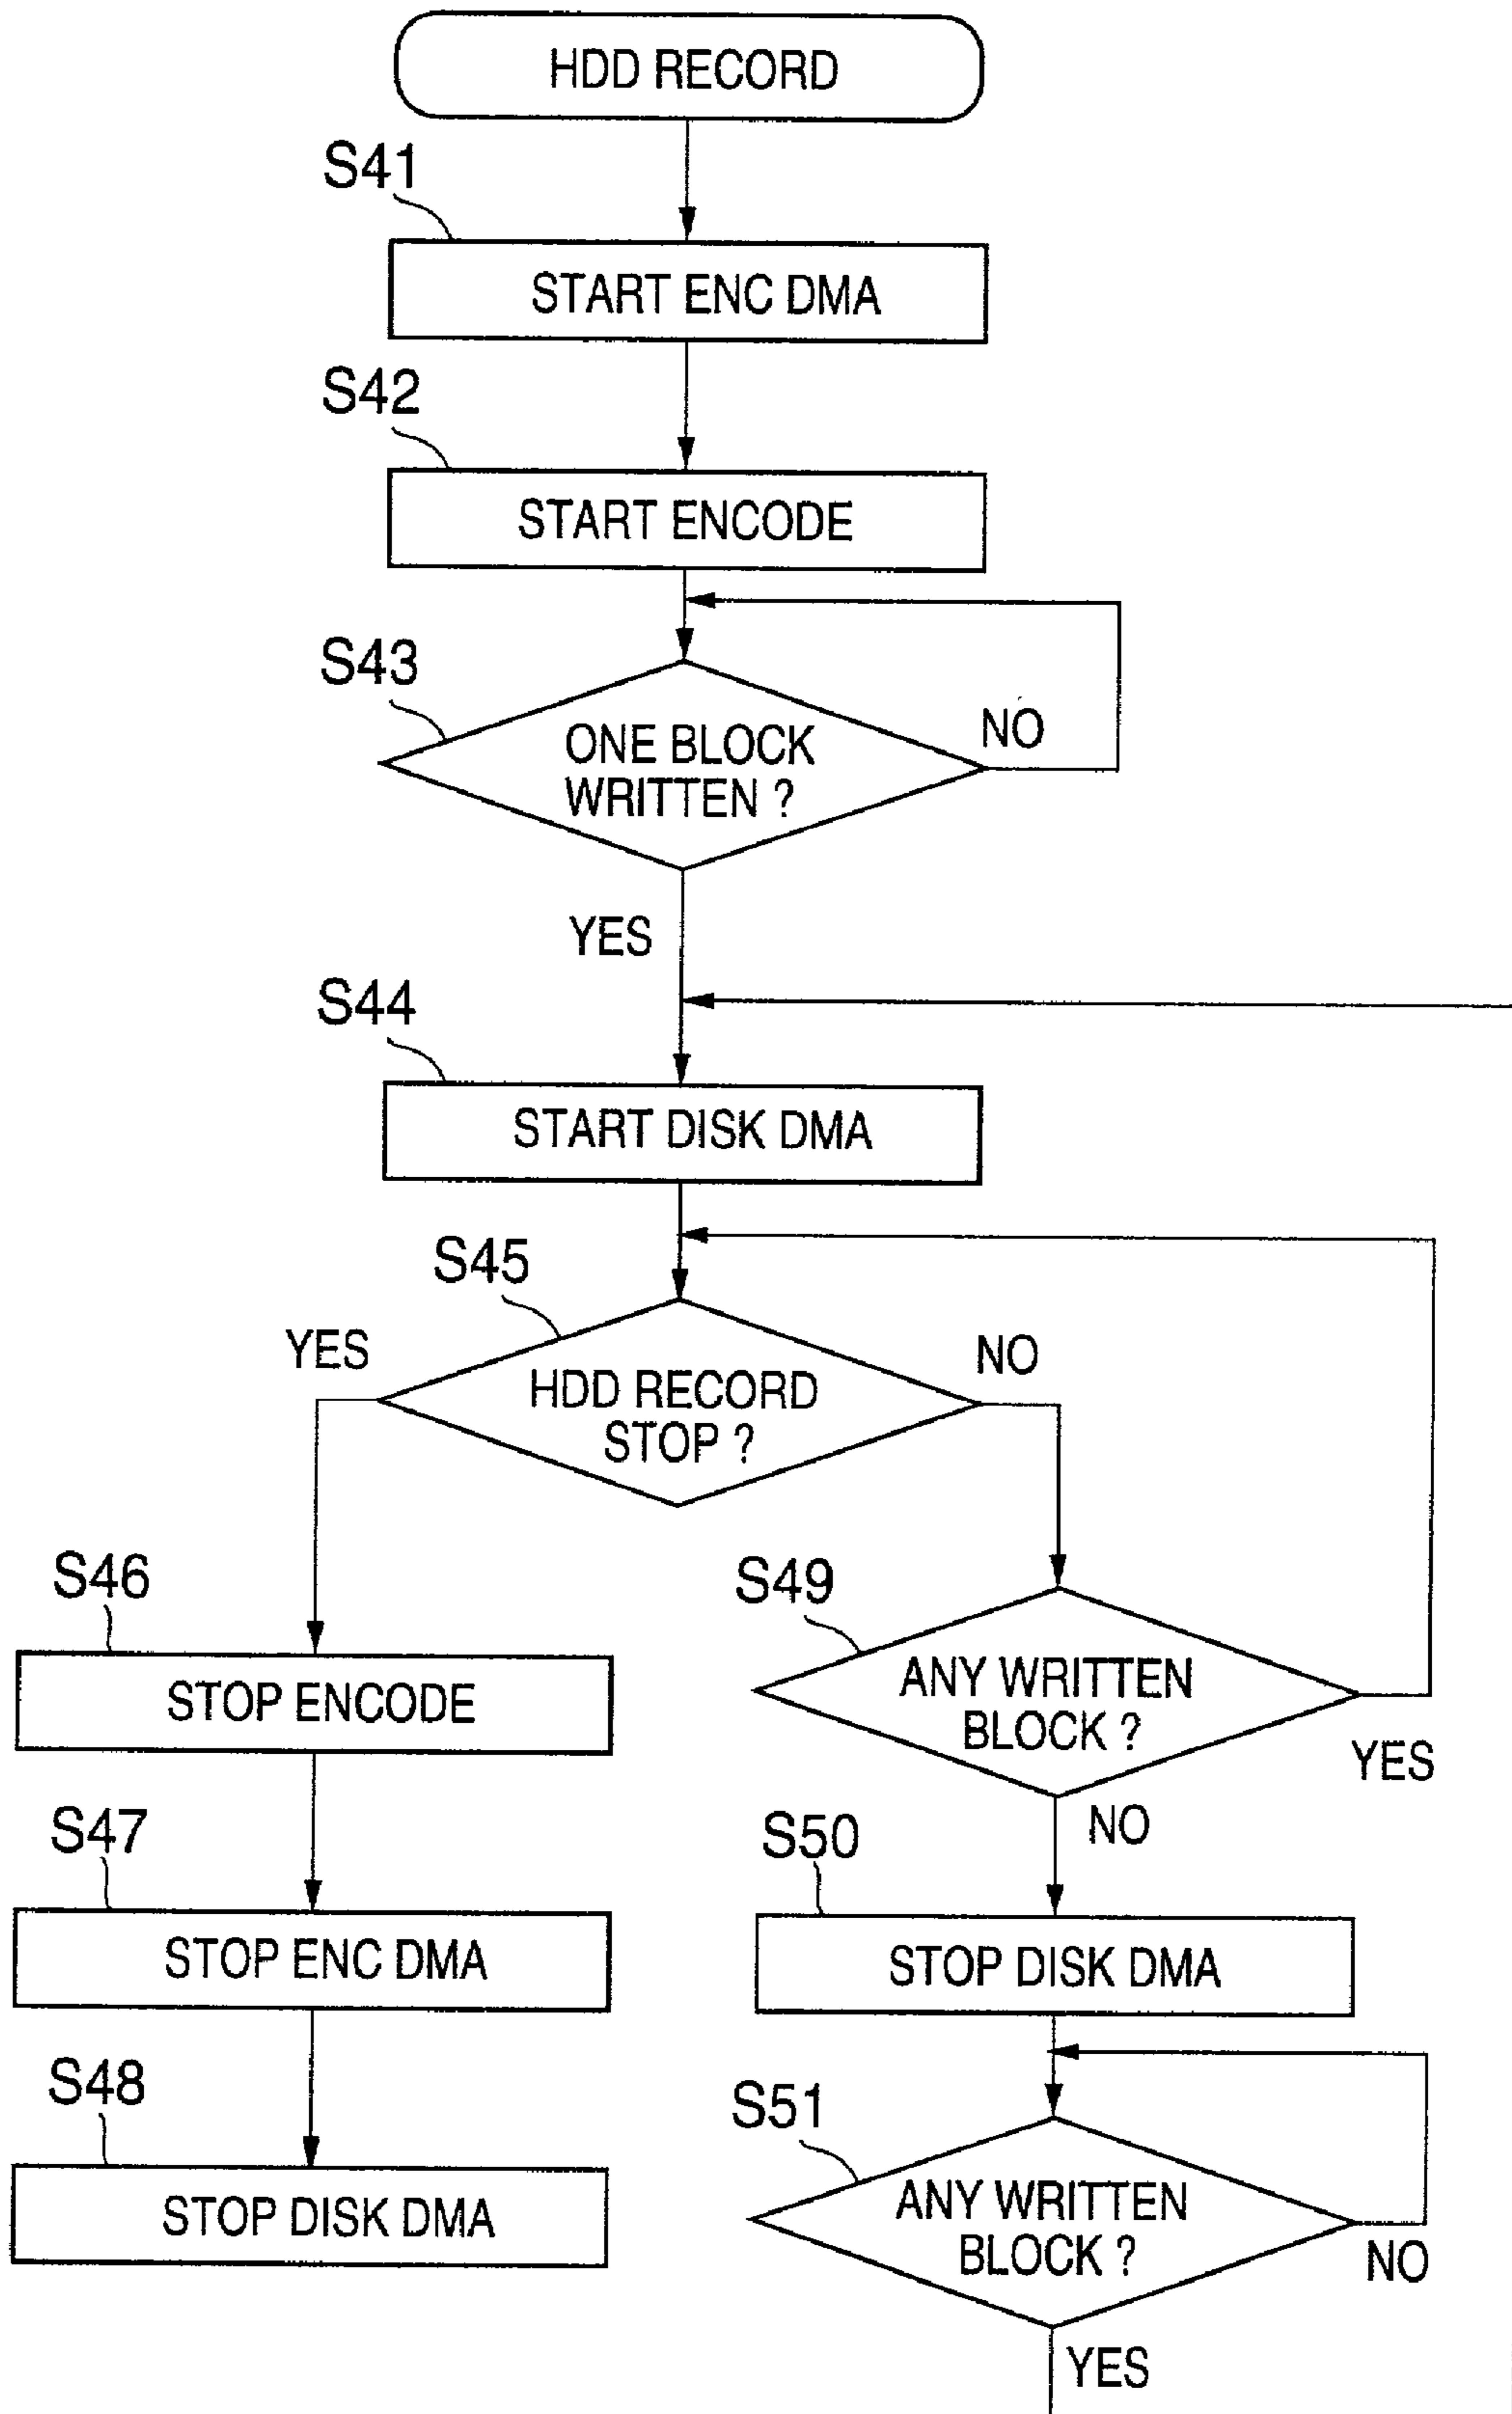 HDD RECORD
S41
START ENC DMA
S42
START ENCODE
S43
ONE BLOCK
WRITTEN ?
NO
YES
S44
START DISK DMA
S45
YES
NO
HDD RECORD
STOP ?
S46
STOP ENCODE
S49
ANY WRITTEN
BLOCK ?
YES
NO
S47
STOP ENC DMA
S50
STOP DISK DMA
S48
STOP DISK DMA
S51
ANY WRITTEN
BLOCK ?
NO
YES